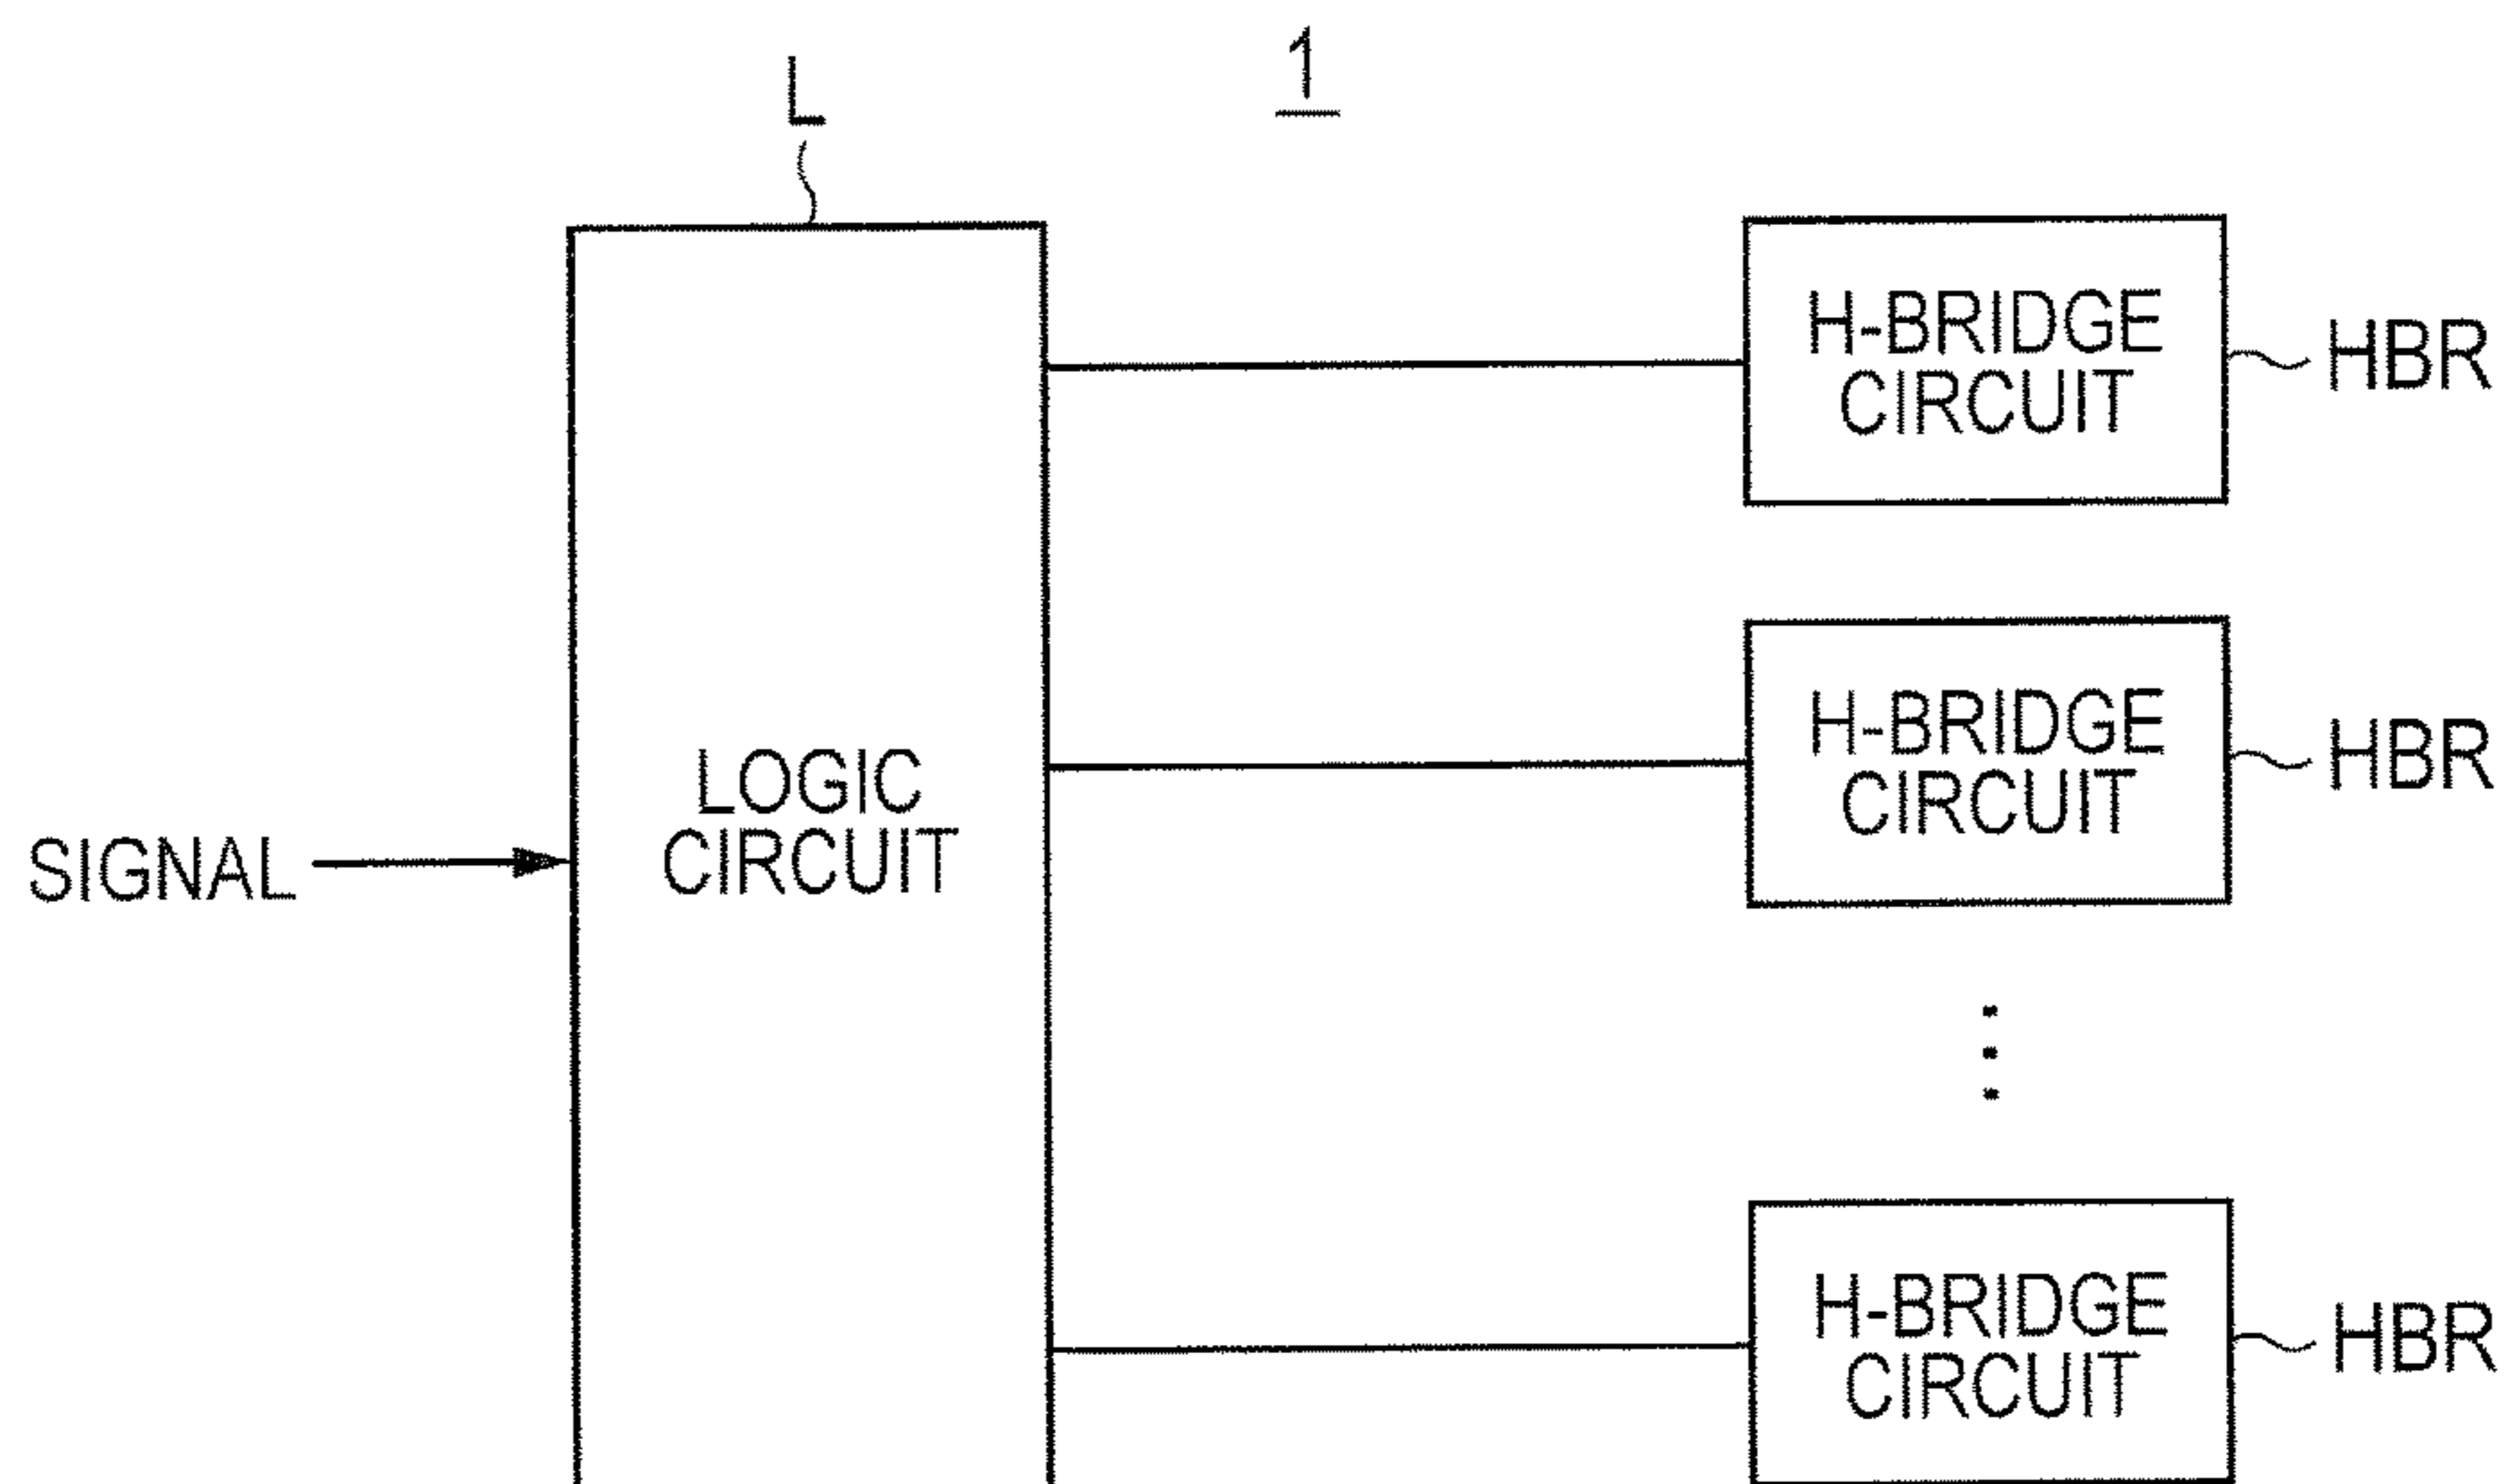 L
1
H-BRIDGE
CIRCUIT
HBR
H-BRIDGE
CIRCUIT
HBR
LOGIC
CIRCUIT
SIGNAL
H-BRIDGE
CIRCUIT
HBR